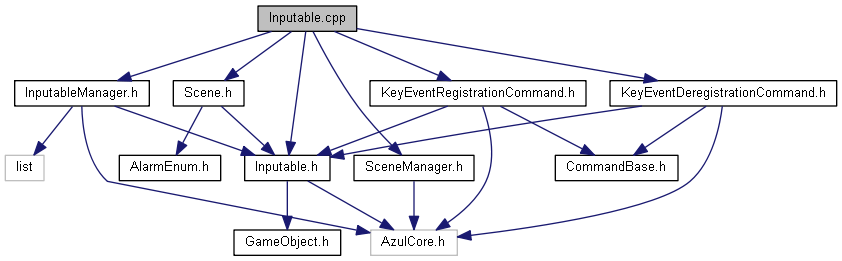 Inputable.cpp
InputableManager.h
Scene.h
KeyEventRegistrationCommand.h
KeyEventDeregistrationCommand.h
list
AlarmEnum.h
Inputable.h
SceneManager.h
CommandBase.h
GameObject.h
AzulCore.h